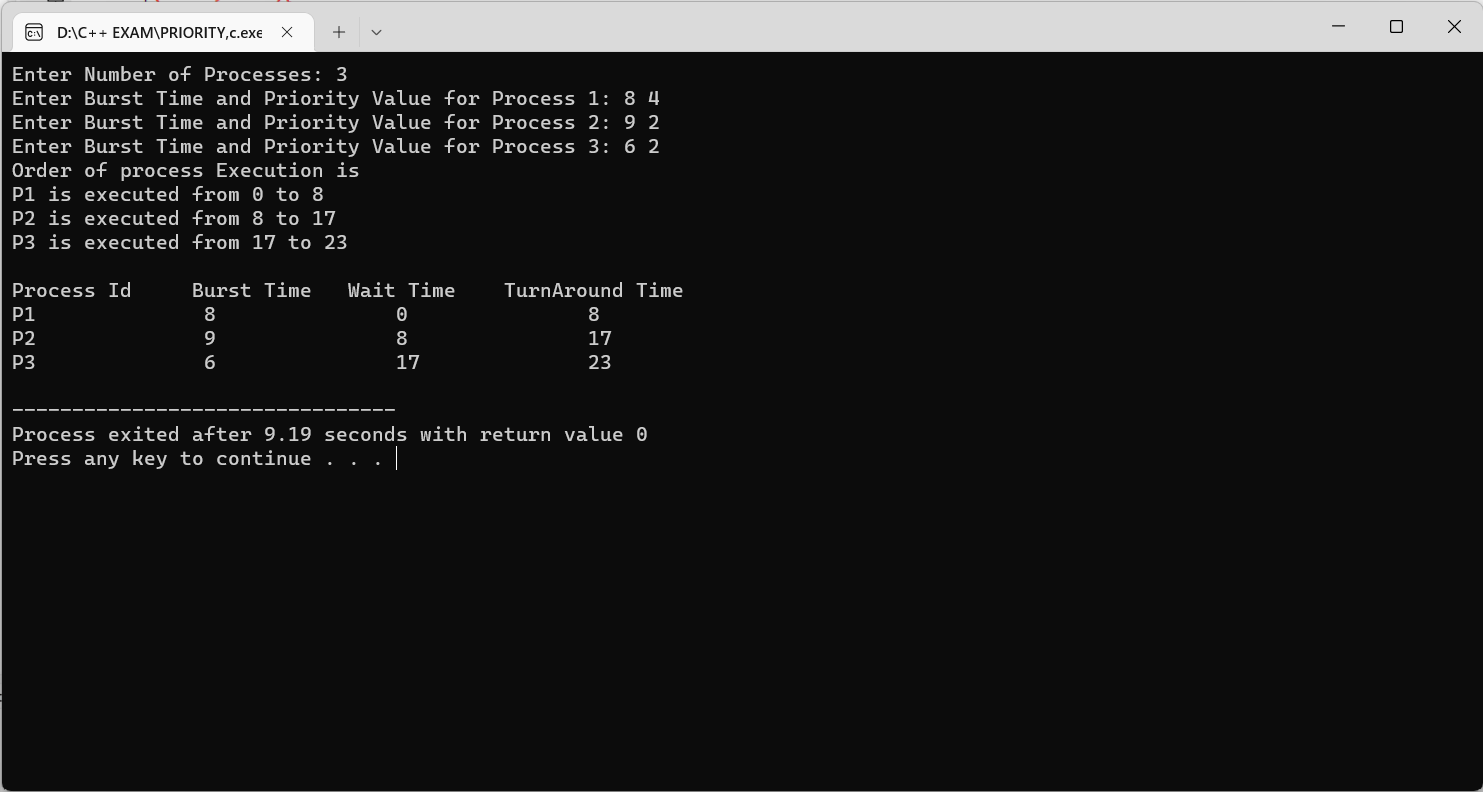 D:\C++ EXAM\PRIORITY,c.exe
Enter Number of Processes: 3
Enter Burst Time and Priority Value for Process 1: 8 4
Enter Burst Time and Priority Value for Process 2: 9 2
Enter Burst Time and Priority Value for Process 3: 6 2
Order of process Execution is
P1 is executed from 0 to 8
P2 is executed from 8 to 17
P3 is executed from 17 to 23
Process Id     Burst Time   Wait Time    TurnAround Time
P1              8               0               8
P2              9               8               17
P3              6               17              23
--------------------------------
Process exited after 9.19 seconds with return value 0
Press any key to continue . . .